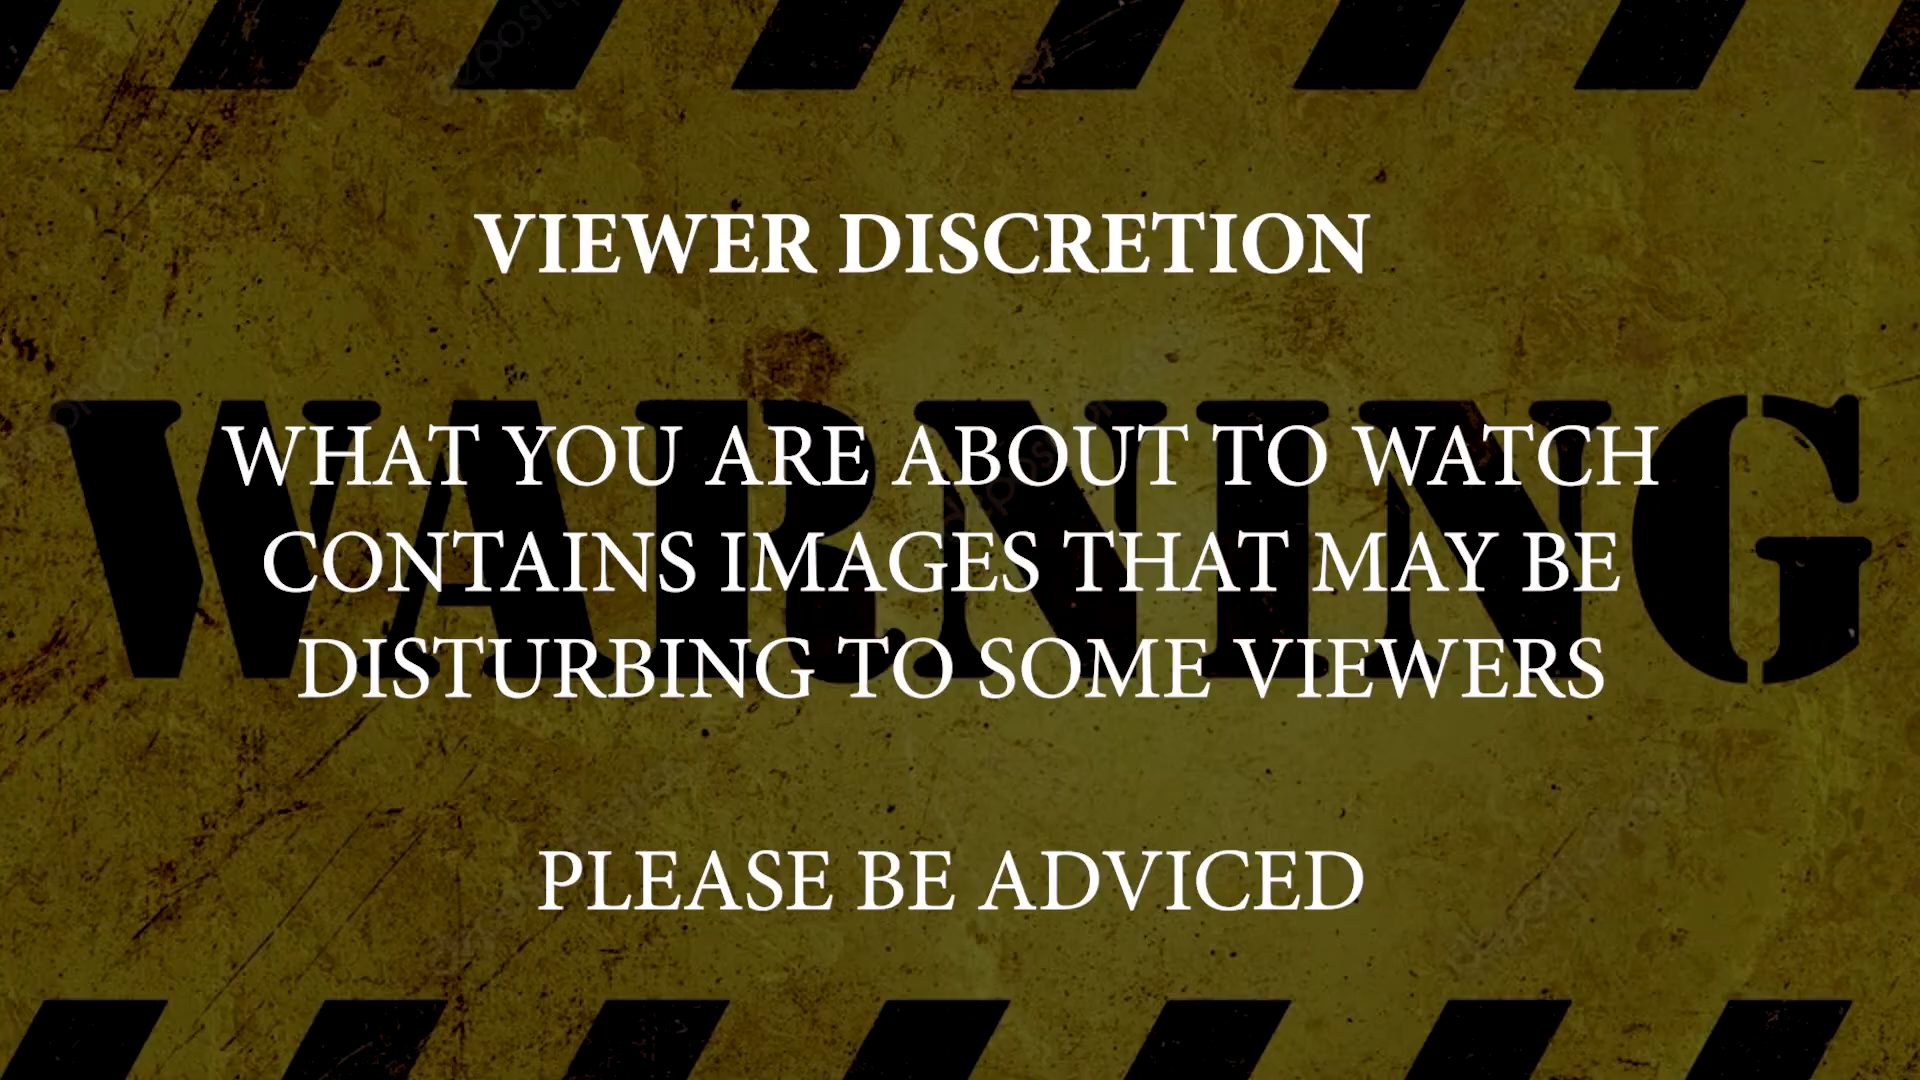 VIEWER DISCRETION
WARNING
WHAT YOU ARE ABOUT TO WATCH
CONTAINS IMAGES THAT MAY BE
DISTURBING TO SOME VIEWERS
PLEASE BE ADVICED